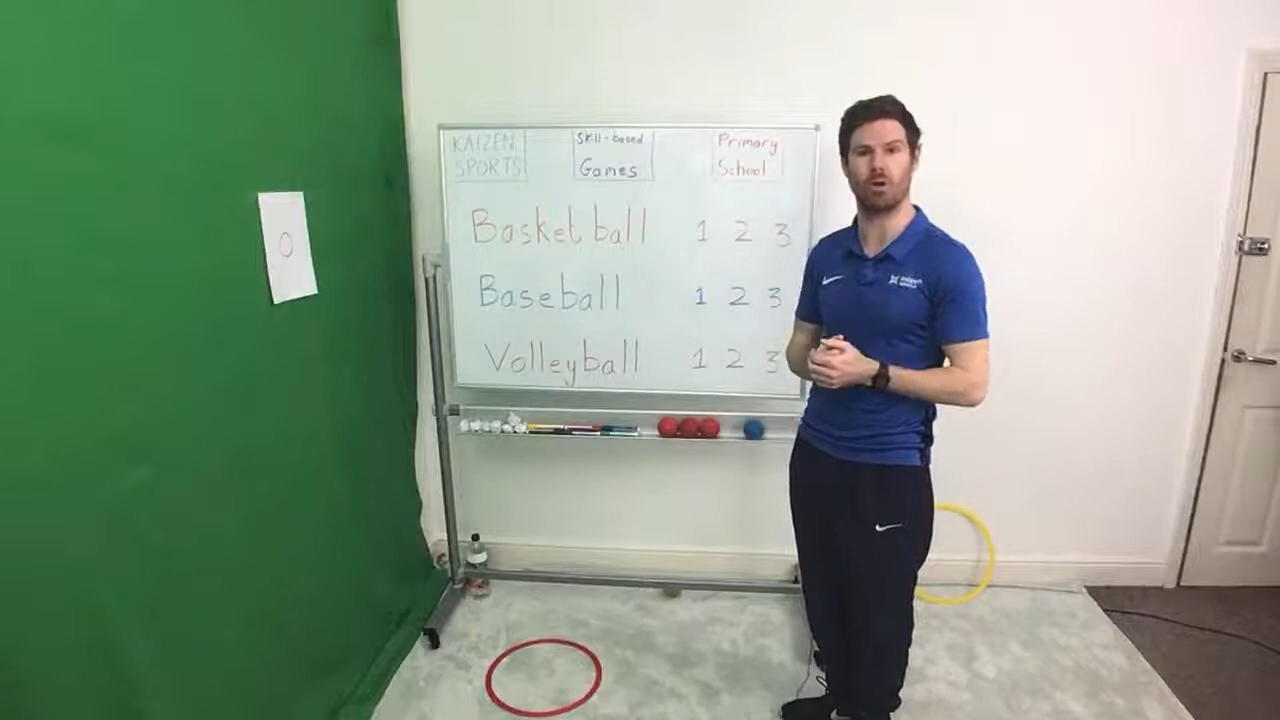 KAIZEN
SPORTS
Skill-based
Games
Primary
School
Basketball 1 2 3
Baseball 1 2 3
Volleyball 1 2 3
0